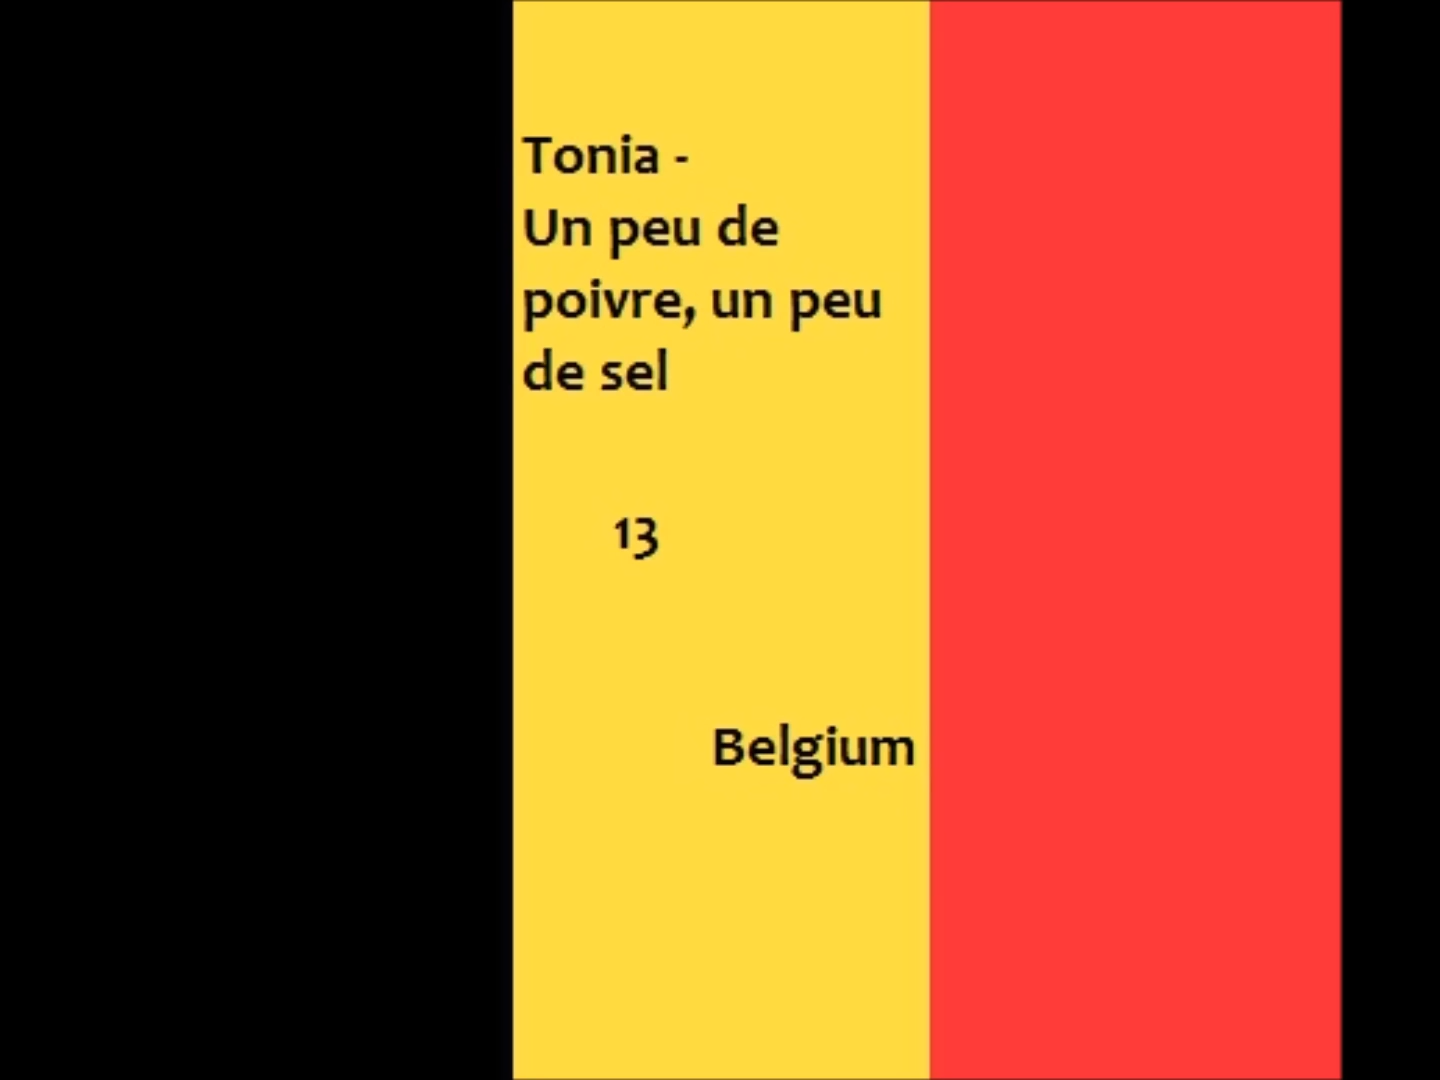 Tonia -
Un peu de
poivre, un peu
de sel
13
Belgium